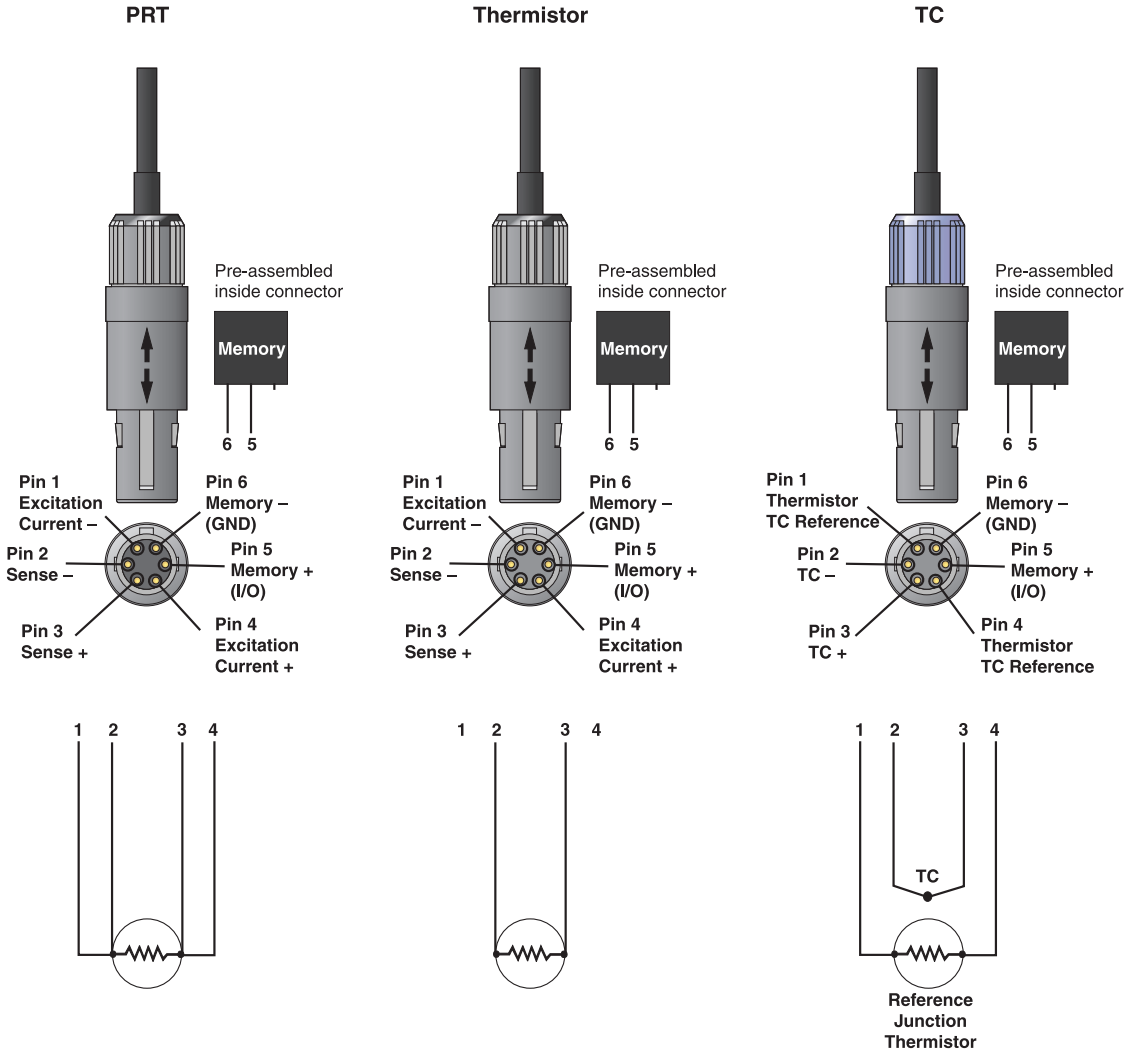 PRT
Thermistor
TC
Pre-assembled
inside connector
Memory
6 5
Pin 1
Excitation
Current –
Pin 6
Memory –
(GND)
Pin 2
Sense –
Pin 5
Memory +
(I/O)
Pin 3
Sense +
Pin 4
Excitation
Current +
1 2 3 4
Pre-assembled
inside connector
Memory
6 5
Pin 1
Excitation
Current –
Pin 6
Memory –
(GND)
Pin 2
Sense –
Pin 5
Memory +
(I/O)
Pin 3
Sense +
Pin 4
Excitation
Current +
1 2 3 4
Pre-assembled
inside connector
Memory
6 5
Pin 1
Thermistor
TC Reference
Pin 6
Memory –
(GND)
Pin 2
TC –
Pin 5
Memory +
(I/O)
Pin 3
TC +
Pin 4
Thermistor
TC Reference
1 2 3 4
TC
Reference
Junction
Thermistor